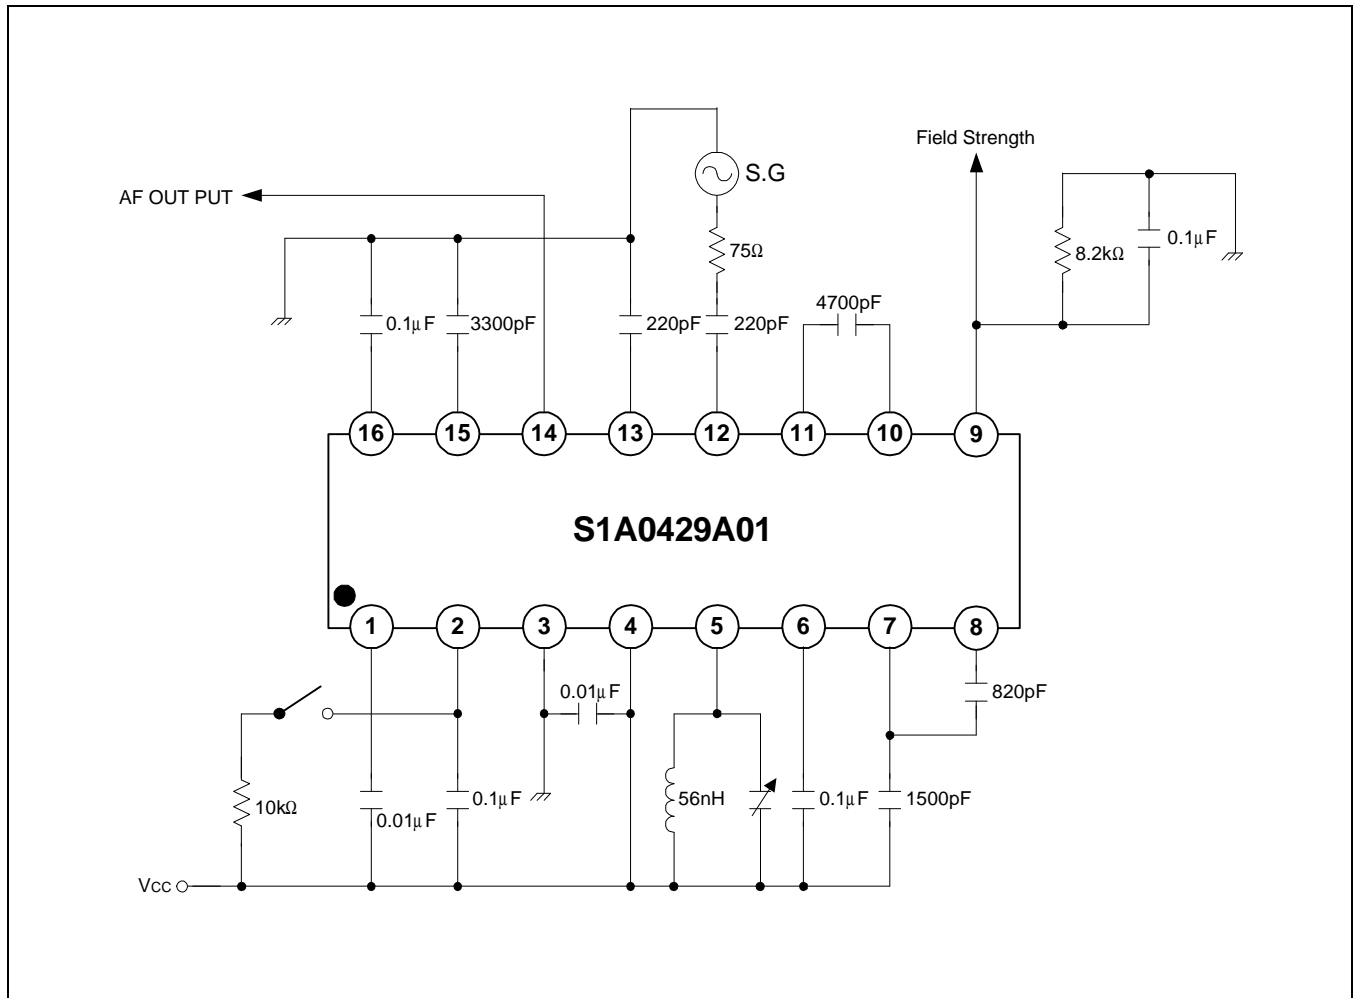 Field Strength
S.G
AF OUT PUT
75Ω
8.2kΩ
0.1μF
4700pF
0.1μF
3300pF
220pF
220pF
16
15
14
13
12
11
10
9
S1A0429A01
1
2
3
4
5
6
7
8
0.01μF
820pF
10kΩ
0.01μF
0.1μF
56nH
0.1μF
1500pF
Vcc